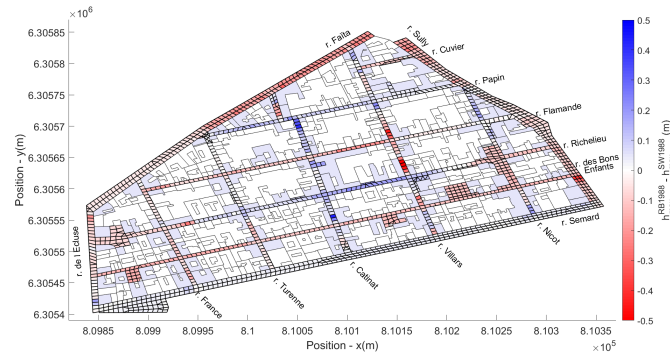 ×10⁶
Position - y(m)
6.30585
6.3058
6.30575
6.3057
6.30565
6.3056
6.30555
6.3055
6.30545
6.3054
r. Faïta
r. Sully
r. Cuvier
r. Papin
r. Flamande
r. Richelieu
r. des Bons
Enfants
r. Semard
r. Nicot
r. Villars
r. Catinat
r. Turenne
r. France
r. de l Ecluse
8.0985
8.099
8.0995
8.1
8.1005
8.101
8.1015
8.102
8.1025
8.103
8.1035
Position - x(m)
×10⁵
0.5
0.4
0.3
0.2
0.1
0
-0.1
-0.2
-0.3
-0.4
-0.5
h^RB1988 - h^SW1988 (m)